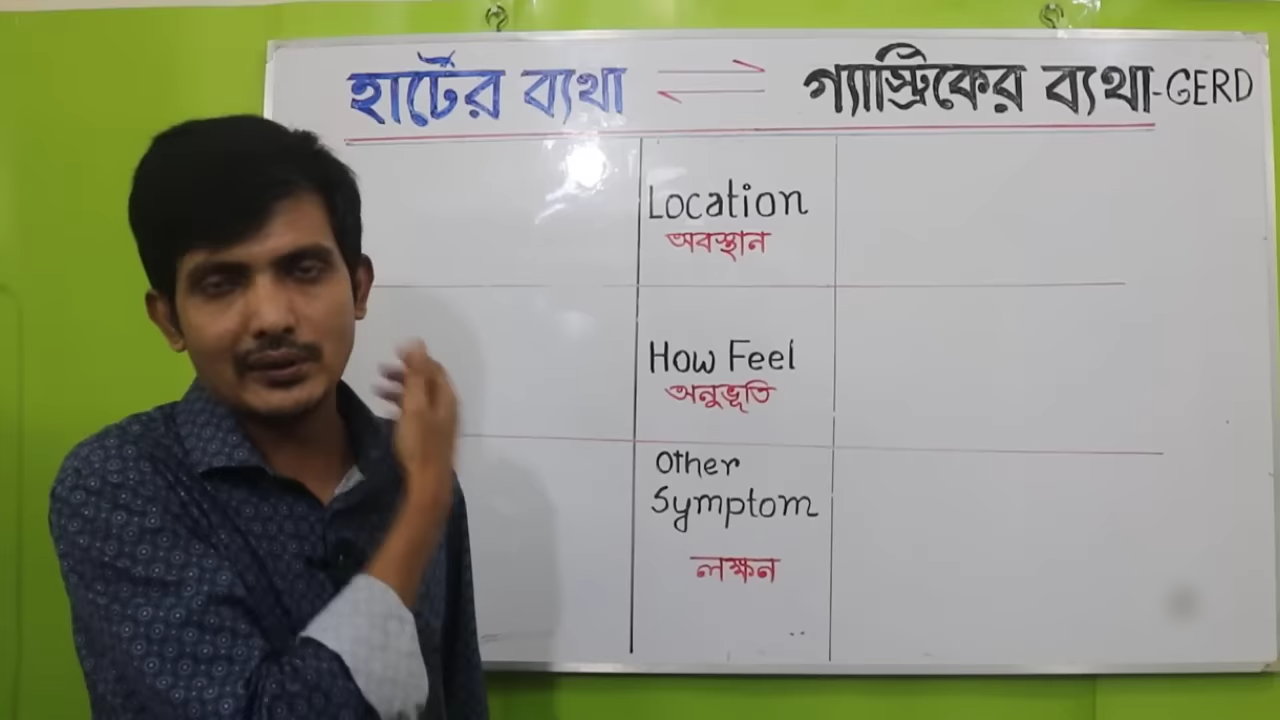 হার্টের ব্যথা গ্যাস্ট্রিকের ব্যথা-GERD
Location
অবস্থান
How Feel
অনুভূতি
Other
Symptom
লক্ষন